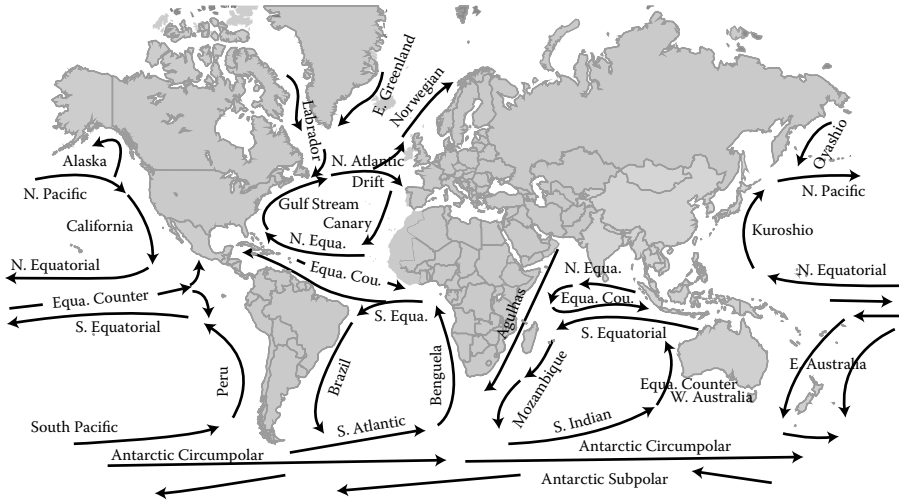 E. Greenland
Norwegian
Labrador
Oyashio
Alaska
N. Atlantic
Drift
N. Pacific
N. Pacific
Gulf Stream
California
Canary
Kuroshio
N. Equa.
N. Equatorial
Equa. Cou.
N. Equa.
N. Equatorial
Equa. Counter
Equa. Cou.
S. Equatorial
S. Equa.
Agulhas
S. Equatorial
E. Australia
Peru
Brazil
Benguela
Mozambique
Equa. Counter
W. Australia
South Pacific
S. Atlantic
S. Indian
Antarctic Circumpolar
Antarctic Circumpolar
Antarctic Subpolar